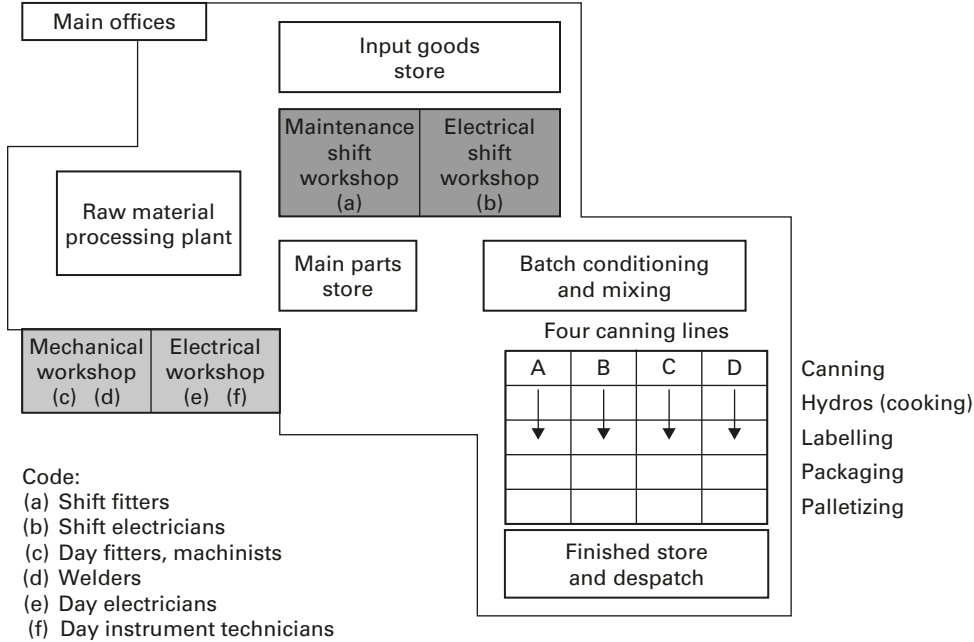 Main offices
Input goods
store
Maintenance
shift
workshop
(a)
Electrical
shift
workshop
(b)
Raw material
processing plant
Main parts
store
Batch conditioning
and mixing
Mechanical
workshop
(c) (d)
Electrical
workshop
(e) (f)
Four canning lines
A B C D
Canning
Hydros (cooking)
Labelling
Packaging
Palletizing
Finished store
and despatch
Code:
(a) Shift fitters
(b) Shift electricians
(c) Day fitters, machinists
(d) Welders
(e) Day electricians
(f) Day instrument technicians